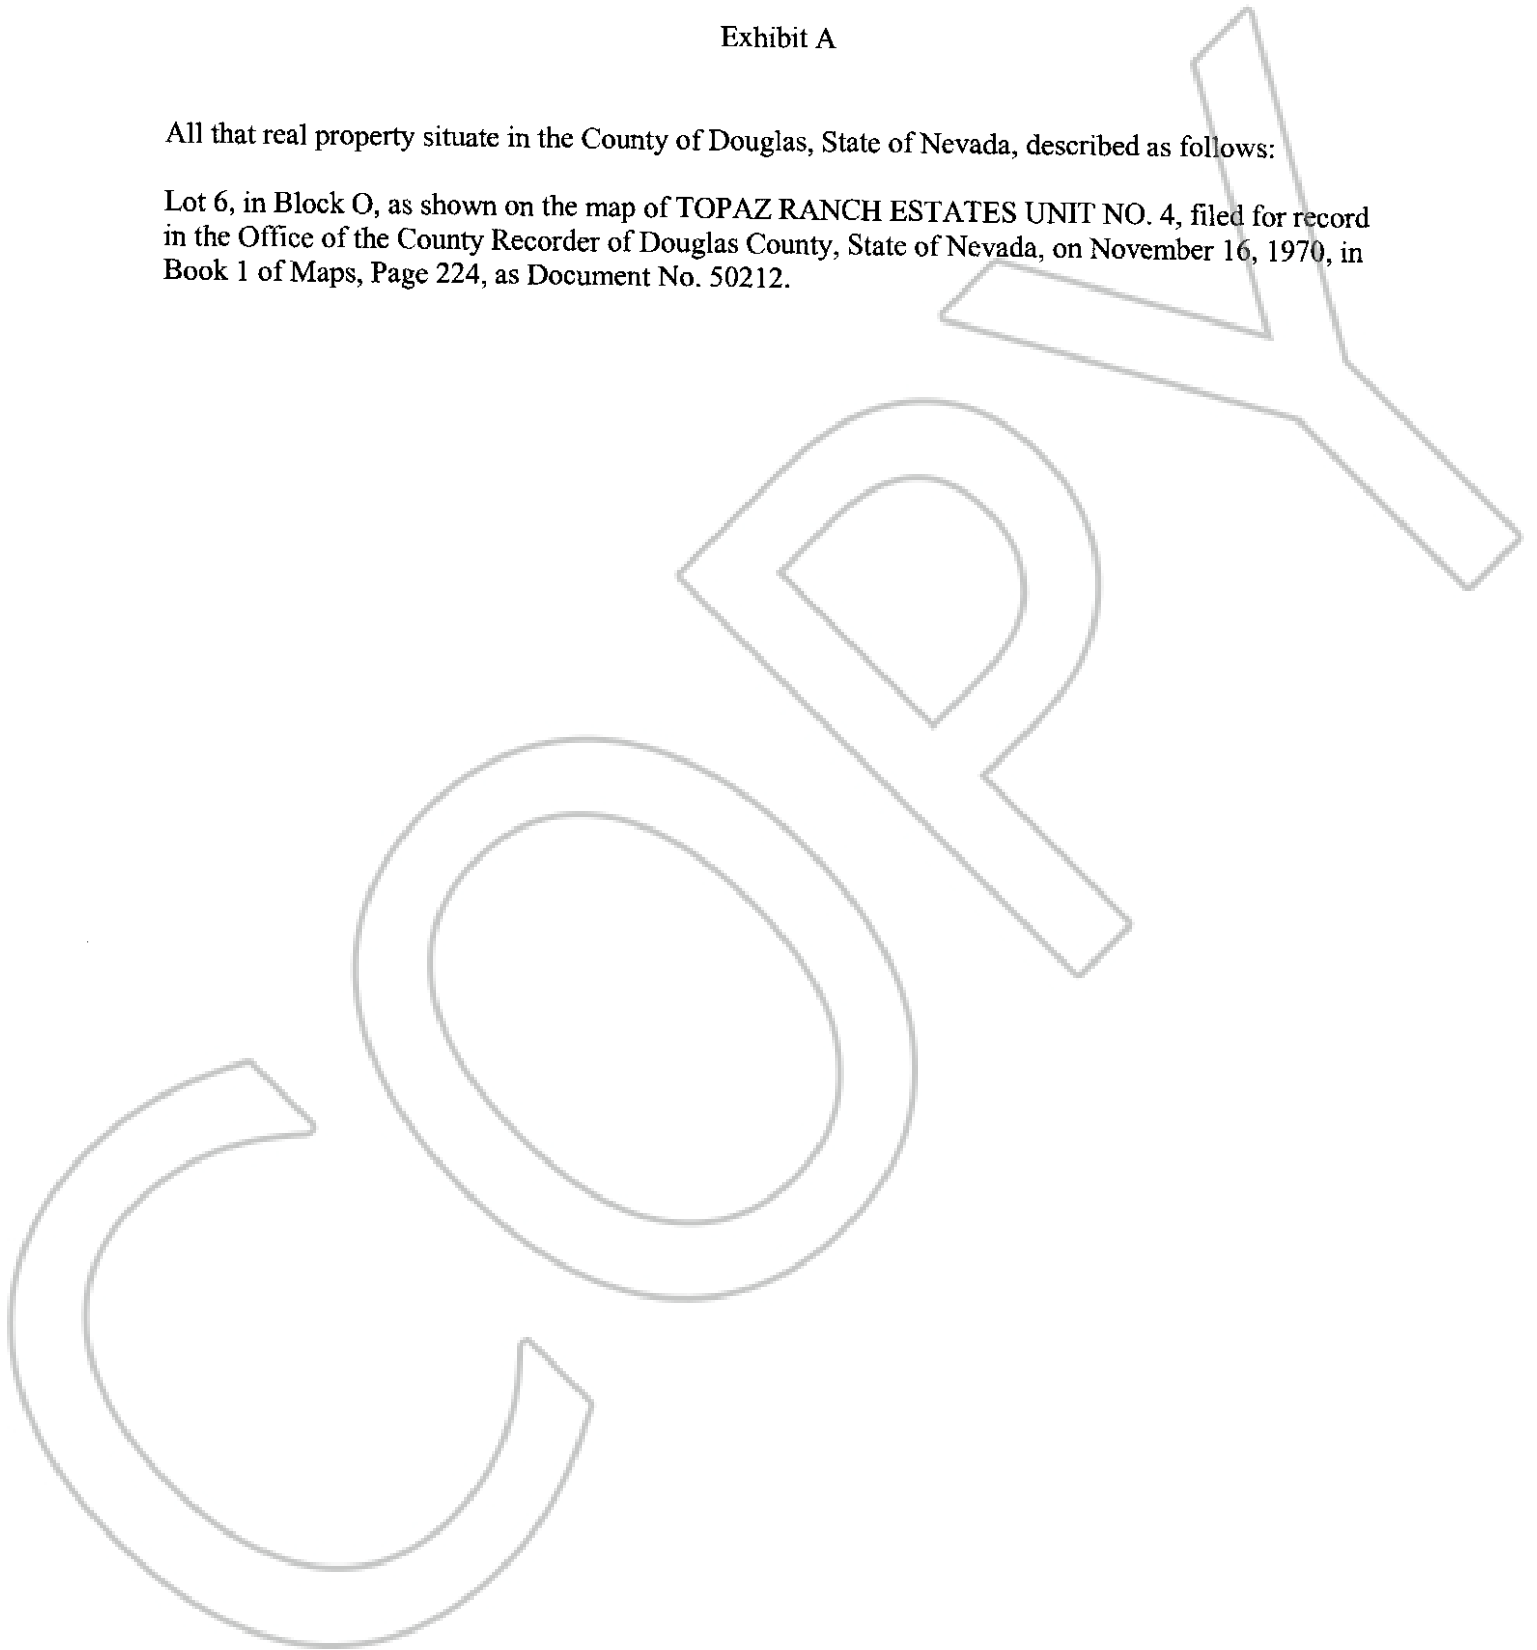 Exhibit A
All that real property situate in the County of Douglas, State of Nevada, described as follows:
Lot 6, in Block O, as shown on the map of TOPAZ RANCH ESTATES UNIT NO. 4, filed for record
in the Office of the County Recorder of Douglas County, State of Nevada, on November 16, 1970, in
Book 1 of Maps, Page 224, as Document No. 50212.
COPY